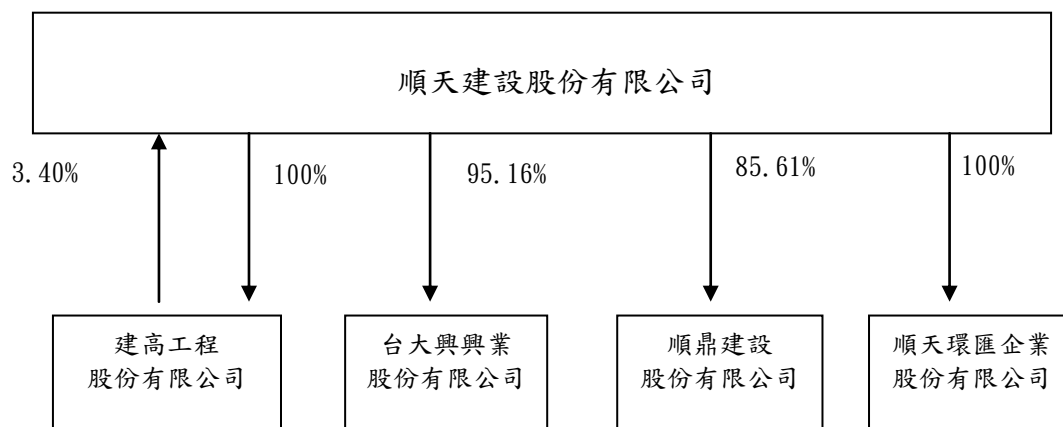 順天建設股份有限公司
3.40%
100%
95.16%
85.61%
100%
建高工程
股份有限公司
台大興興業
股份有限公司
順鼎建設
股份有限公司
順天環匯企業
股份有限公司